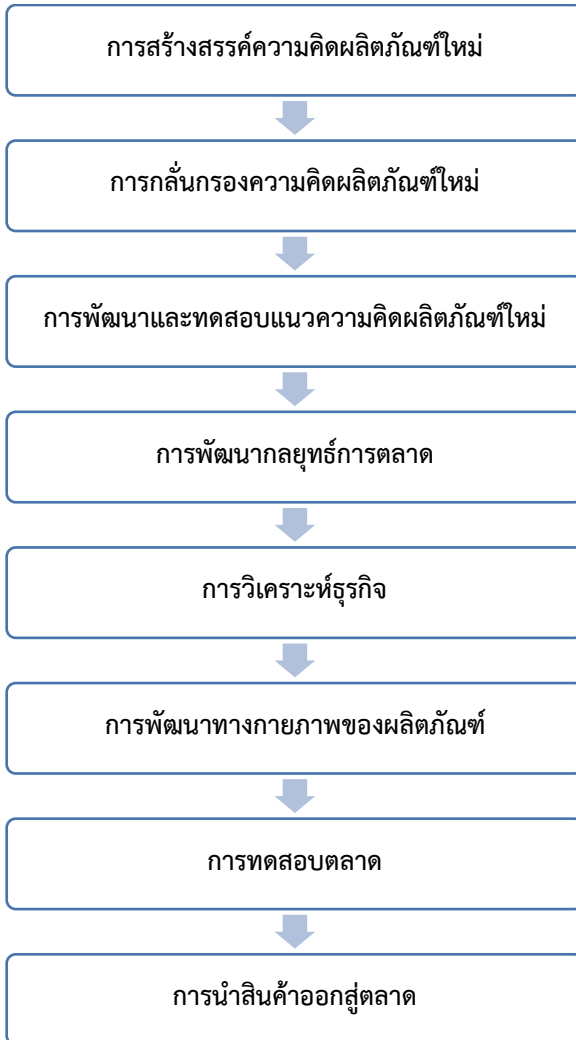 การสร้างสรรค์ความคิดผลิตภัณฑ์ใหม่
การกลั่นกรองความคิดผลิตภัณฑ์ใหม่
การพัฒนาและทดสอบแนวความคิดผลิตภัณฑ์ใหม่
การพัฒนากลยุทธ์การตลาด
การวิเคราะห์ธุรกิจ
การพัฒนาทางกายภาพของผลิตภัณฑ์
การทดสอบตลาด
การนำสินค้าออกสู่ตลาด